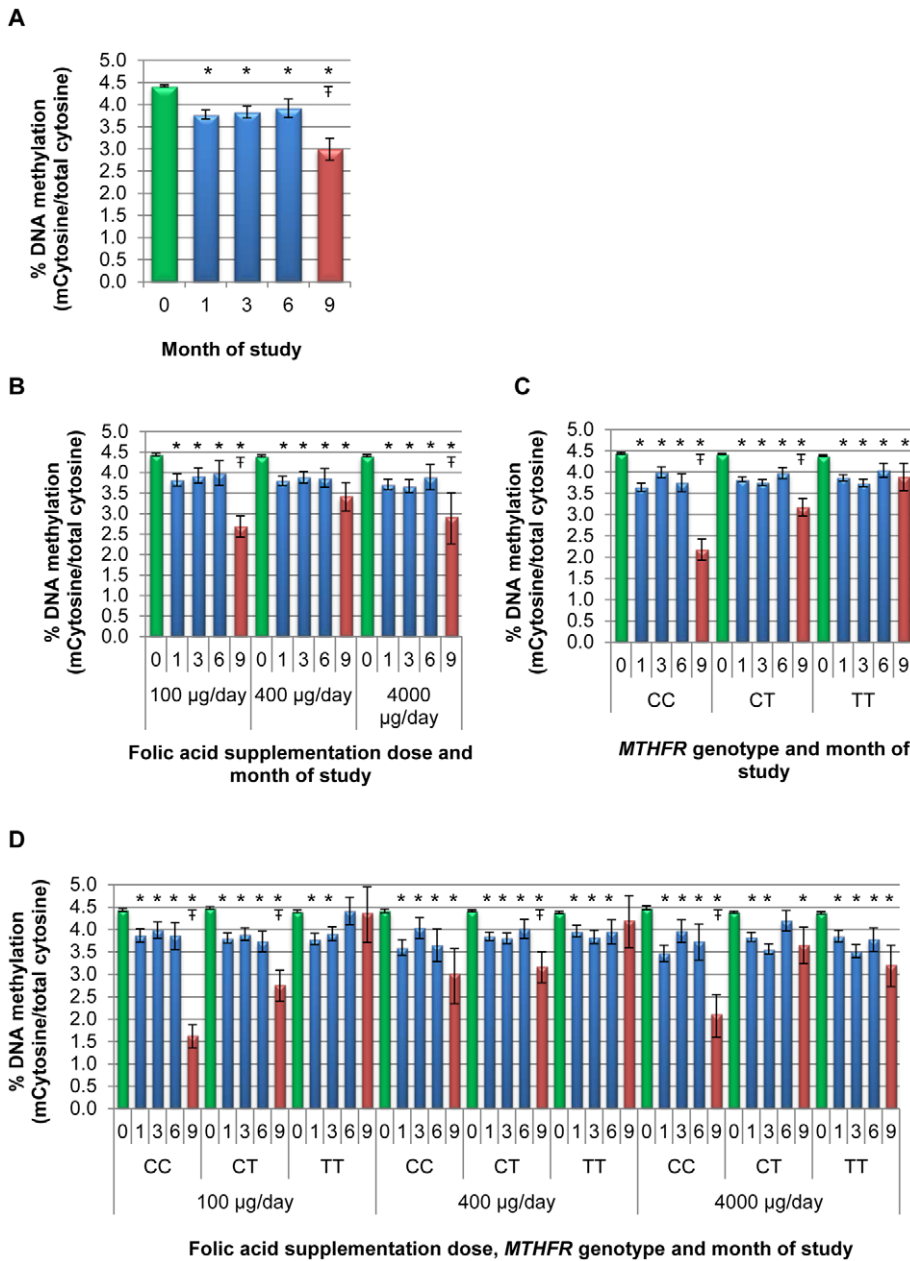 A
% DNA methylation
(mCytosine/total cytosine)
5.0
4.5
4.0
3.5
3.0
2.5
2.0
1.5
1.0
0.5
0.0
* * * *
Ŧ
0 1 3 6 9
Month of study
B
% DNA methylation
(mCytosine/total cytosine)
5.0
4.5
4.0
3.5
3.0
2.5
2.0
1.5
1.0
0.5
0.0
* * * * * * * * * * * *
Ŧ Ŧ
0 1 3 6 9 0 1 3 6 9 0 1 3 6 9
100 µg/day 400 µg/day 4000
µg/day
Folic acid supplementation dose and
month of study
C
% DNA methylation
(mCytosine/total cytosine)
5.0
4.5
4.0
3.5
3.0
2.5
2.0
1.5
1.0
0.5
0.0
* * * * * * * * * * * *
Ŧ Ŧ
0 1 3 6 9 0 1 3 6 9 0 1 3 6 9
CC CT TT
MTHFR genotype and month of
study
D
% DNA methylation
(mCytosine/total cytosine)
5.0
4.5
4.0
3.5
3.0
2.5
2.0
1.5
1.0
0.5
0.0
* * * * * * * * * * * * * * * * * * * * * * * * * * * * * * * * *
Ŧ Ŧ Ŧ Ŧ
0 1 3 6 9 0 1 3 6 9 0 1 3 6 9 0 1 3 6 9 0 1 3 6 9 0 1 3 6 9 0 1 3 6 9 0 1 3 6 9 0 1 3 6 9
CC CT TT CC CT TT CC CT TT
100 µg/day 400 µg/day 4000 µg/day
Folic acid supplementation dose, MTHFR genotype and month of study